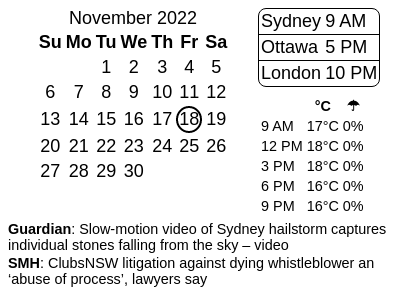 November 2022
Su Mo Tu We Th Fr Sa
1 2 3 4 5
6 7 8 9 10 11 12
13 14 15 16 17 18 19
20 21 22 23 24 25 26
27 28 29 30
Sydney 9 AM
Ottawa 5 PM
London 10 PM
°C ☂
9 AM 17°C 0%
12 PM 18°C 0%
3 PM 18°C 0%
6 PM 16°C 0%
9 PM 16°C 0%
Guardian: Slow-motion video of Sydney hailstorm captures
individual stones falling from the sky – video
SMH: ClubsNSW litigation against dying whistleblower an
‘abuse of process’, lawyers say